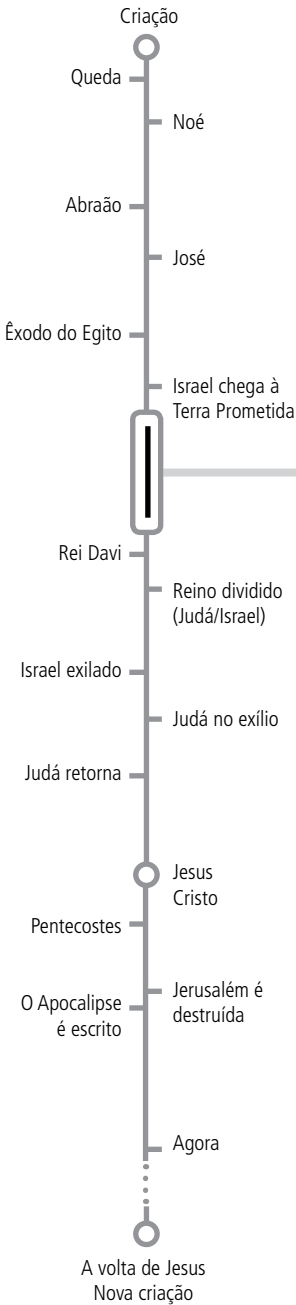 Criação
Queda
Noé
Abraão
José
Êxodo do Egito
Israel chega à
Terra Prometida
Rei Davi
Reino dividido
(Judá/Israel)
Israel exilado
Judá no exílio
Judá retorna
Jesus
Cristo
Pentecostes
Jerusalém é
destruída
O Apocalipse
é escrito
Agora
A volta de Jesus
Nova criação